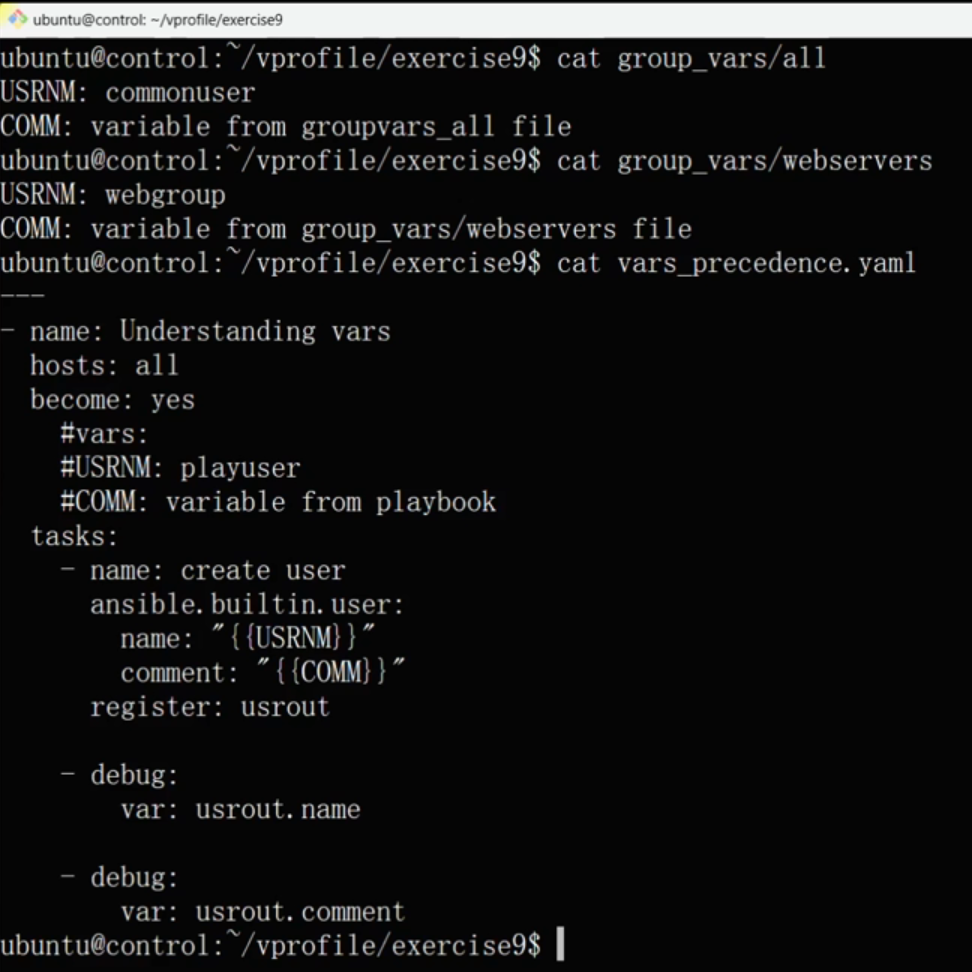 ubuntu@control: ~/vprofile/exercise9
ubuntu@control:~/vprofile/exercise9$ cat group_vars/all
USRNM: commonuser
COMM: variable from groupvars_all file
ubuntu@control:~/vprofile/exercise9$ cat group_vars/webservers
USRNM: webgroup
COMM: variable from group_vars/webservers file
ubuntu@control:~/vprofile/exercise9$ cat vars_precedence.yaml
---
- name: Understanding vars
  hosts: all
  become: yes
    #vars:
    #USRNM: playuser
    #COMM: variable from playbook
  tasks:
    - name: create user
      ansible.builtin.user:
        name: "{{USRNM}}"
        comment: "{{COMM}}"
      register: usrout

    - debug:
        var: usrout.name

    - debug:
        var: usrout.comment
ubuntu@control:~/vprofile/exercise9$